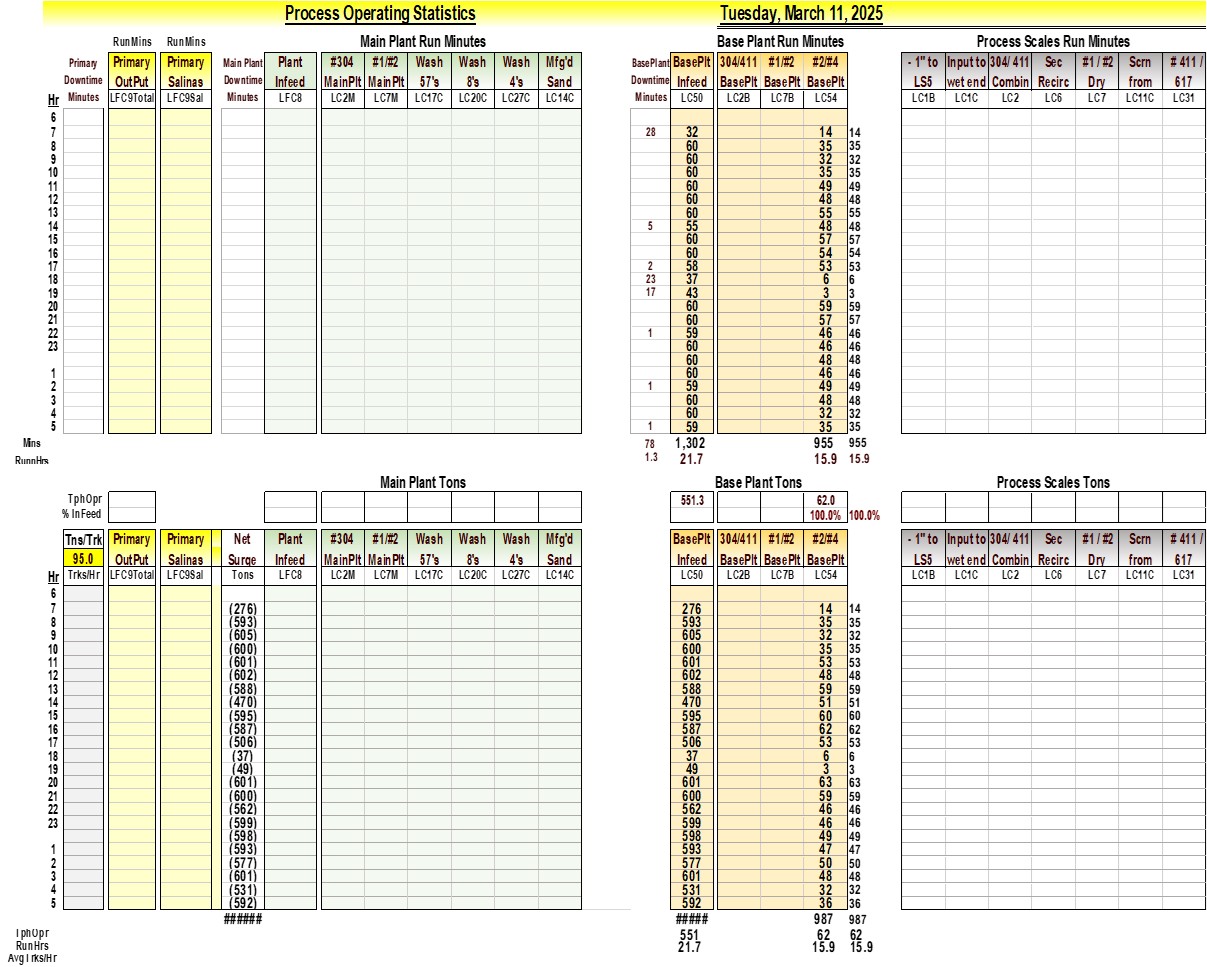 Process Operating Statistics Tuesday, March 11, 2025
RunMins RunMins Main Plant Run Minutes Base Plant Run Minutes Process Scales Run Minutes
Primary Primary Primary Main Plant Plant #304 #1/#2 Wash Wash Wash Mfg'd BasePlant BasePlt 304/411 #1/#2 #2/#4 - 1" to Input to 304/ 411 Sec #1 / #2 Scrn # 411 /
Downtime OutPut Salinas Downtime Infeed MainPlt MainPlt 57's 8's 4's Sand Downtime Infeed BasePlt BasePlt BasePlt LS5 wet end Combin Recirc Dry from 617
Hr Minutes LFC9Total LFC9Sal Minutes LFC8 LC2M LC7M LC17C LC20C LC27C LC14C Minutes LC50 LC2B LC7B LC54 LC1B LC1C LC2 LC6 LC7 LC11C LC31
6
7 28 32 14 14
8 60 35 35
9 60 32 32
10 60 35 35
11 60 49 49
12 60 48 48
13 60 55 55
14 5 55 48 48
15 60 57 57
16 60 54 54
17 2 58 53 53
18 23 37 6 6
19 17 43 3 3
20 60 59 59
21 60 57 57
22 1 59 46 46
23 60 46 46
60 48 48
1 60 46 46
2 1 59 49 49
3 60 48 48
4 60 32 32
5 1 59 35 35
Mins 78 1,302 955 955
RunnHrs 1.3 21.7 15.9 15.9
Main Plant Tons Base Plant Tons Process Scales Tons
TphOpr 551.3 62.0
% InFeed 100.0% 100.0%
Tns/Trk Primary Primary Net Plant #304 #1/#2 Wash Wash Wash Mfg'd BasePlt 304/411 #1/#2 #2/#4 - 1" to Input to 304/ 411 Sec #1 / #2 Scrn # 411 /
95.0 OutPut Salinas Surge Infeed MainPlt MainPlt 57's 8's 4's Sand Infeed BasePlt BasePlt BasePlt LS5 wet end Combin Recirc Dry from 617
Hr Trks/Hr LFC9Total LFC9Sal Tons LFC8 LC2M LC7M LC17C LC20C LC27C LC14C LC50 LC2B LC7B LC54 LC1B LC1C LC2 LC6 LC7 LC11C LC31
6
7 (276) 276 14 14
8 (593) 593 35 35
9 (605) 605 32 32
10 (600) 600 35 35
11 (601) 601 53 53
12 (602) 602 48 48
13 (588) 588 59 59
14 (470) 470 51 51
15 (595) 595 60 60
16 (587) 587 62 62
17 (506) 506 53 53
18 (37) 37 6 6
19 (49) 49 3 3
20 (601) 601 63 63
21 (600) 600 59 59
22 (562) 562 46 46
23 (599) 599 46 46
(598) 598 49 49
1 (593) 593 47 47
2 (577) 577 50 50
3 (601) 601 48 48
4 (531) 531 32 32
5 (592) 592 36 36
###### ##### 987 987
TphOpr 551 62 62
RunHrs 21.7 15.9 15.9
AvgTrks/Hr